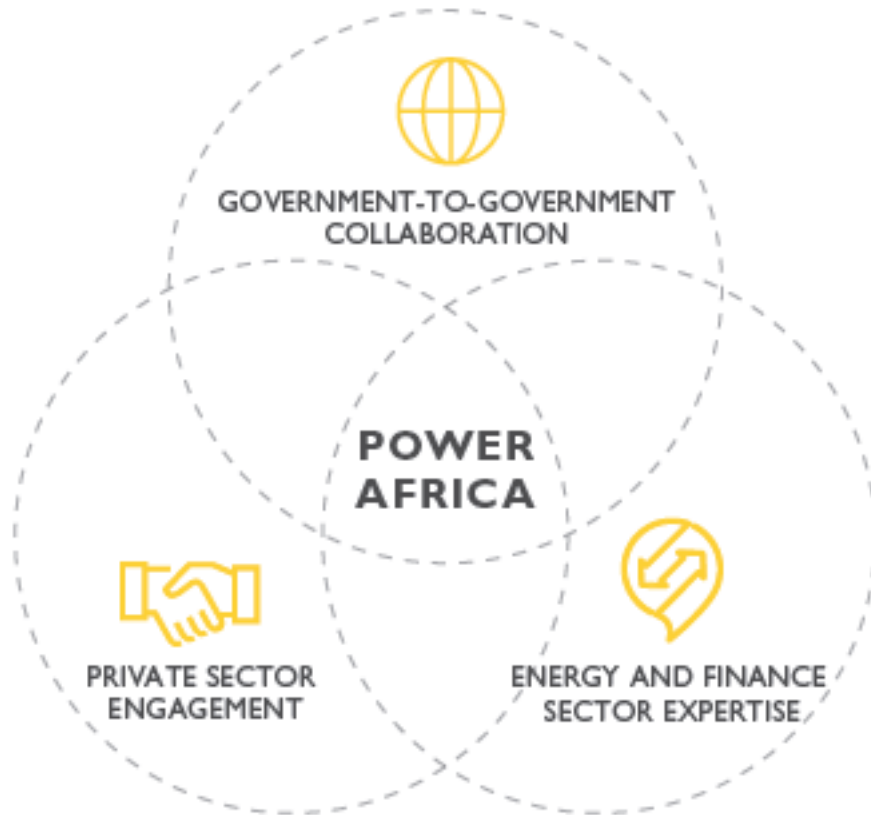 GOVERNMENT-TO-GOVERNMENT
COLLABORATION
POWER
AFRICA
PRIVATE SECTOR
ENGAGEMENT
ENERGY AND FINANCE
SECTOR EXPERTISE